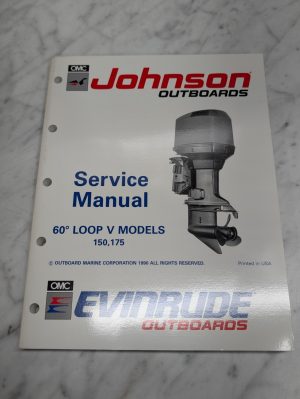 OMC
Johnson
OUTBOARDS
Service
Manual
60° LOOP V MODELS
150,175
© OUTBOARD MARINE CORPORATION 1990 ALL RIGHTS RESERVED.
Printed in USA
OMC
EVINRUDE
OUTBOARDS